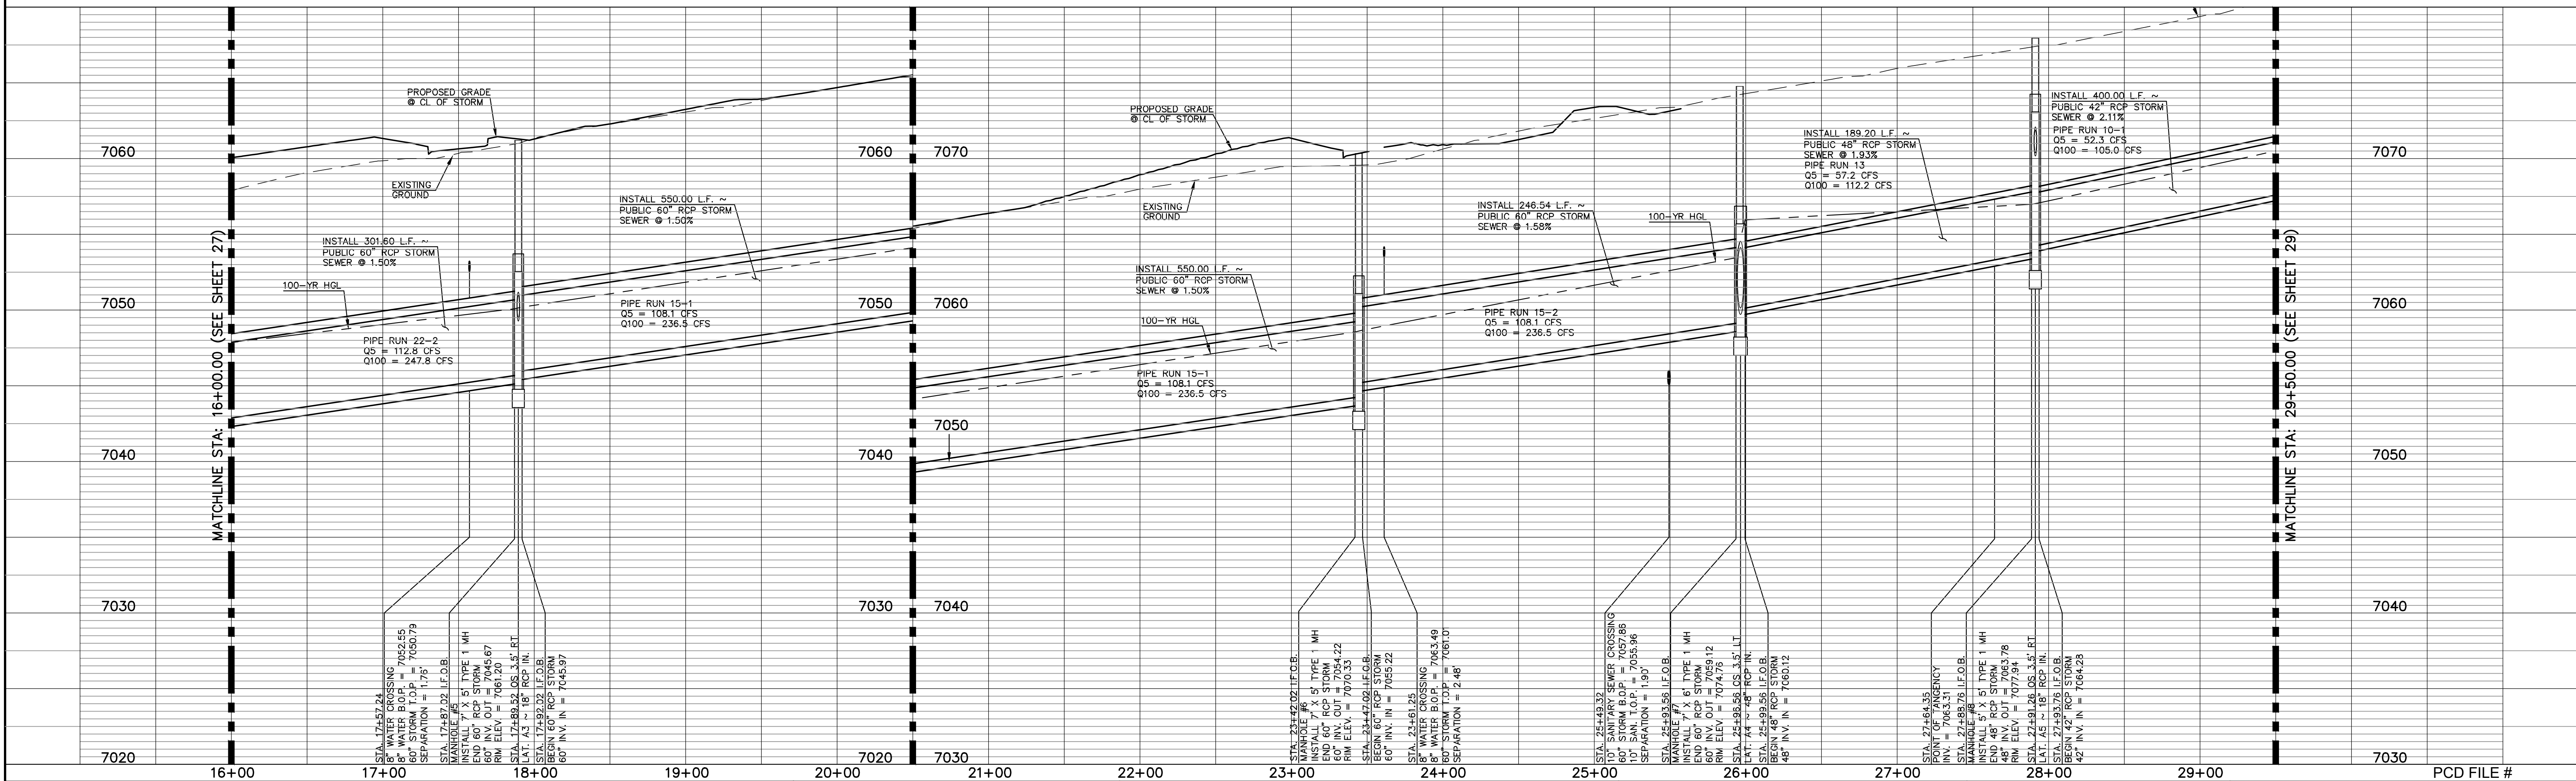 PROPOSED GRADE
@ CL OF STORM
7060
EXISTING
GROUND
INSTALL 550.00 L.F. ~
PUBLIC 60" RCP STORM
SEWER @ 1.50%
INSTALL 301.60 L.F. ~
PUBLIC 60" RCP STORM
SEWER @ 1.50%
100-YR HGL
7050
PIPE RUN 15-1
Q5 = 108.1 CFS
Q100 = 236.5 CFS
PIPE RUN 22-2
Q5 = 112.8 CFS
Q100 = 247.8 CFS
MATCHLINE STA: 16+00.00 (SEE SHEET 27)
7040
7030
7020
7060
7050
7040
7030
7020
7070
7060
7050
7040
7030
PROPOSED GRADE
@ CL OF STORM
EXISTING
GROUND
INSTALL 550.00 L.F. ~
PUBLIC 60" RCP STORM
SEWER @ 1.50%
100-YR HGL
PIPE RUN 15-1
Q5 = 108.1 CFS
Q100 = 236.5 CFS
INSTALL 246.54 L.F. ~
PUBLIC 60" RCP STORM
SEWER @ 1.58%
100-YR HGL
PIPE RUN 15-2
Q5 = 108.1 CFS
Q100 = 236.5 CFS
INSTALL 189.20 L.F. ~
PUBLIC 48" RCP STORM
SEWER @ 1.93%
PIPE RUN 13
Q5 = 57.2 CFS
Q100 = 112.2 CFS
INSTALL 400.00 L.F. ~
PUBLIC 42" RCP STORM
SEWER @ 2.11%
PIPE RUN 10-1
Q5 = 52.3 CFS
Q100 = 105.0 CFS
MATCHLINE STA: 29+50.00 (SEE SHEET 29)
7070
7060
7050
7040
7030
STA. 17+57.24
8" WATER CROSSING
8" WATER B.O.P. = 7052.55
60" STORM T.O.P. = 7050.79
SEPARATION = 1.76'
STA. 17+87.02 I.F.O.B.
MANHOLE #5
INSTALL 7' X 5' TYPE 1 MH
END 60" RCP STORM
60" INV. OUT = 7045.67
RIM ELEV. = 7061.20
STA. 17+89.52 OS 3.5' RT
LAT. A3 ~ 18" RCP IN.
STA. 17+92.02 I.F.O.B.
BEGIN 60" RCP STORM
60" INV. IN = 7045.97
STA. 23+42.02 I.F.O.B.
MANHOLE #6
INSTALL 7' X 5' TYPE 1 MH
END 60" RCP STORM
60" INV. OUT = 7054.22
RIM ELEV. = 7070.33
STA. 23+47.02 I.F.O.B.
BEGIN 60" RCP STORM
60" INV. IN = 7055.22
STA. 23+61.25
8" WATER CROSSING
8" WATER B.O.P. = 7063.49
60" STORM T.O.P. = 7061.01
SEPARATION = 2.48'
STA. 25+49.32
10" SANITARY SEWER CROSSING
60" STORM B.O.P. = 7057.86
10" SAN. T.O.P. = 7055.96
SEPARATION = 1.90'
STA. 25+93.56 I.F.O.B.
MANHOLE #7
INSTALL 7' X 6' TYPE 1 MH
END 60" RCP STORM
60" INV. OUT = 7059.12
RIM ELEV. = 7074.76
STA. 25+96.56 OS 3.5' LT
LAT. A4 ~ 48" RCP IN.
STA. 25+99.56 I.F.O.B.
BEGIN 48" RCP STORM
48" INV. IN = 7060.12
STA. 27+64.35
POINT OF TANGENCY
INV. = 7063.31
STA. 27+88.76 I.F.O.B.
MANHOLE #8
INSTALL 5' X 5' TYPE 1 MH
END 48" RCP STORM
48" INV. OUT = 7063.78
RIM ELEV. = 7077.94
STA. 27+91.26 OS 3.5' RT
LAT. A5 ~ 18" RCP IN.
STA. 27+93.76 I.F.O.B.
BEGIN 42" RCP STORM
42" INV. IN = 7064.28
16+00 17+00 18+00 19+00 20+00 21+00 22+00 23+00 24+00 25+00 26+00 27+00 28+00 29+00
PCD FILE #